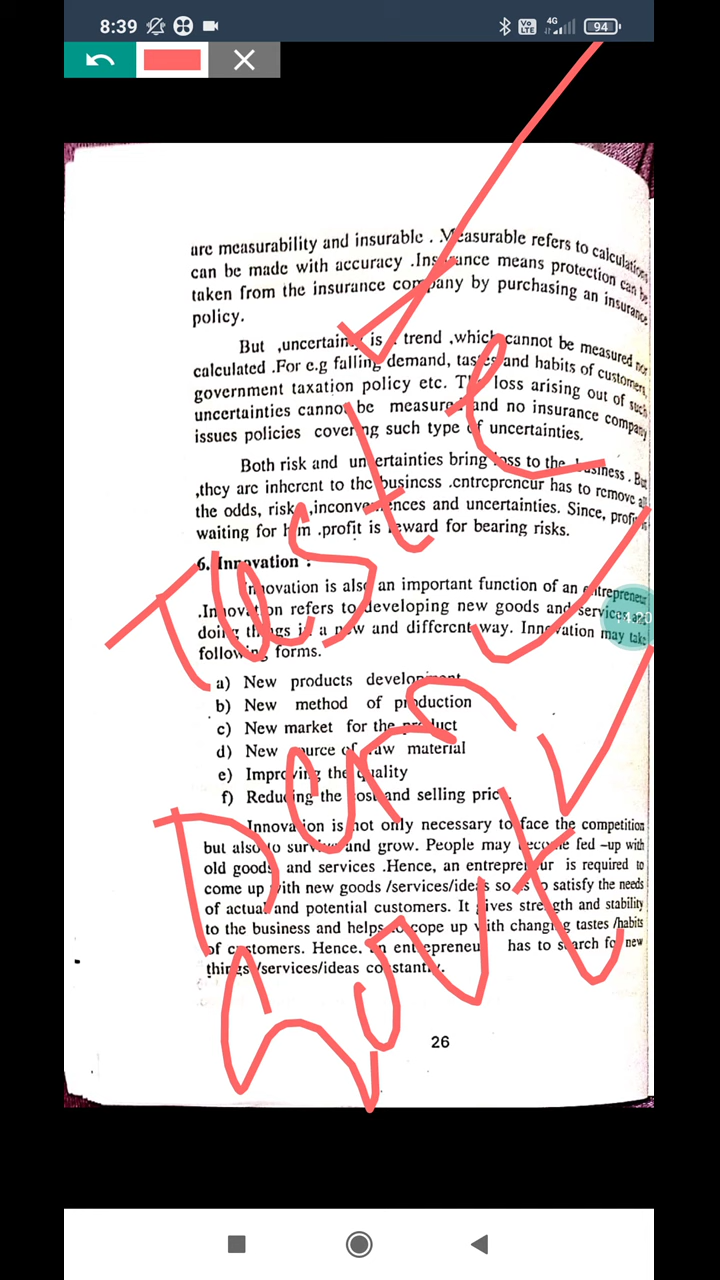 8:39
Vo LTE
4G
94
are measurability and insurable . Measurable refers to calculations
can be made with accuracy .Insurance means protection can be
taken from the insurance company by purchasing an insurance
policy.
But ,uncertainty is a trend ,which cannot be measured nor
calculated .For e.g falling demand, tastes and habits of customers,
government taxation policy etc. The loss arising out of such
uncertainties cannot be measured and no insurance company
issues policies covering such type of uncertainties.
Both risk and uncertainties bring loss to the business . But
,they are inherent to the business .entrepreneur has to remove all
the odds, risks ,inconveniences and uncertainties. Since, profit is
waiting for him .profit is reward for bearing risks.
6. Innovation :
Innovation is also an important function of an entrepreneur
.Innovation refers to developing new goods and services and
doing things in a new and different way. Innovation may take
following forms.
a) New products development
b) New method of production
c) New market for the product
d) New source of raw material
e) Improving the quality
f) Reducing the cost and selling price.
Innovation is not only necessary to face the competition
but also to survive and grow. People may become fed –up with
old goods and services .Hence, an entrepreneur is required to
come up with new goods /services/ideas so as to satisfy the needs
of actual and potential customers. It gives strength and stability
to the business and helps to cope up with changing tastes /habits
of customers. Hence, an entrepreneur has to search for new
things /services/ideas constantly.
26